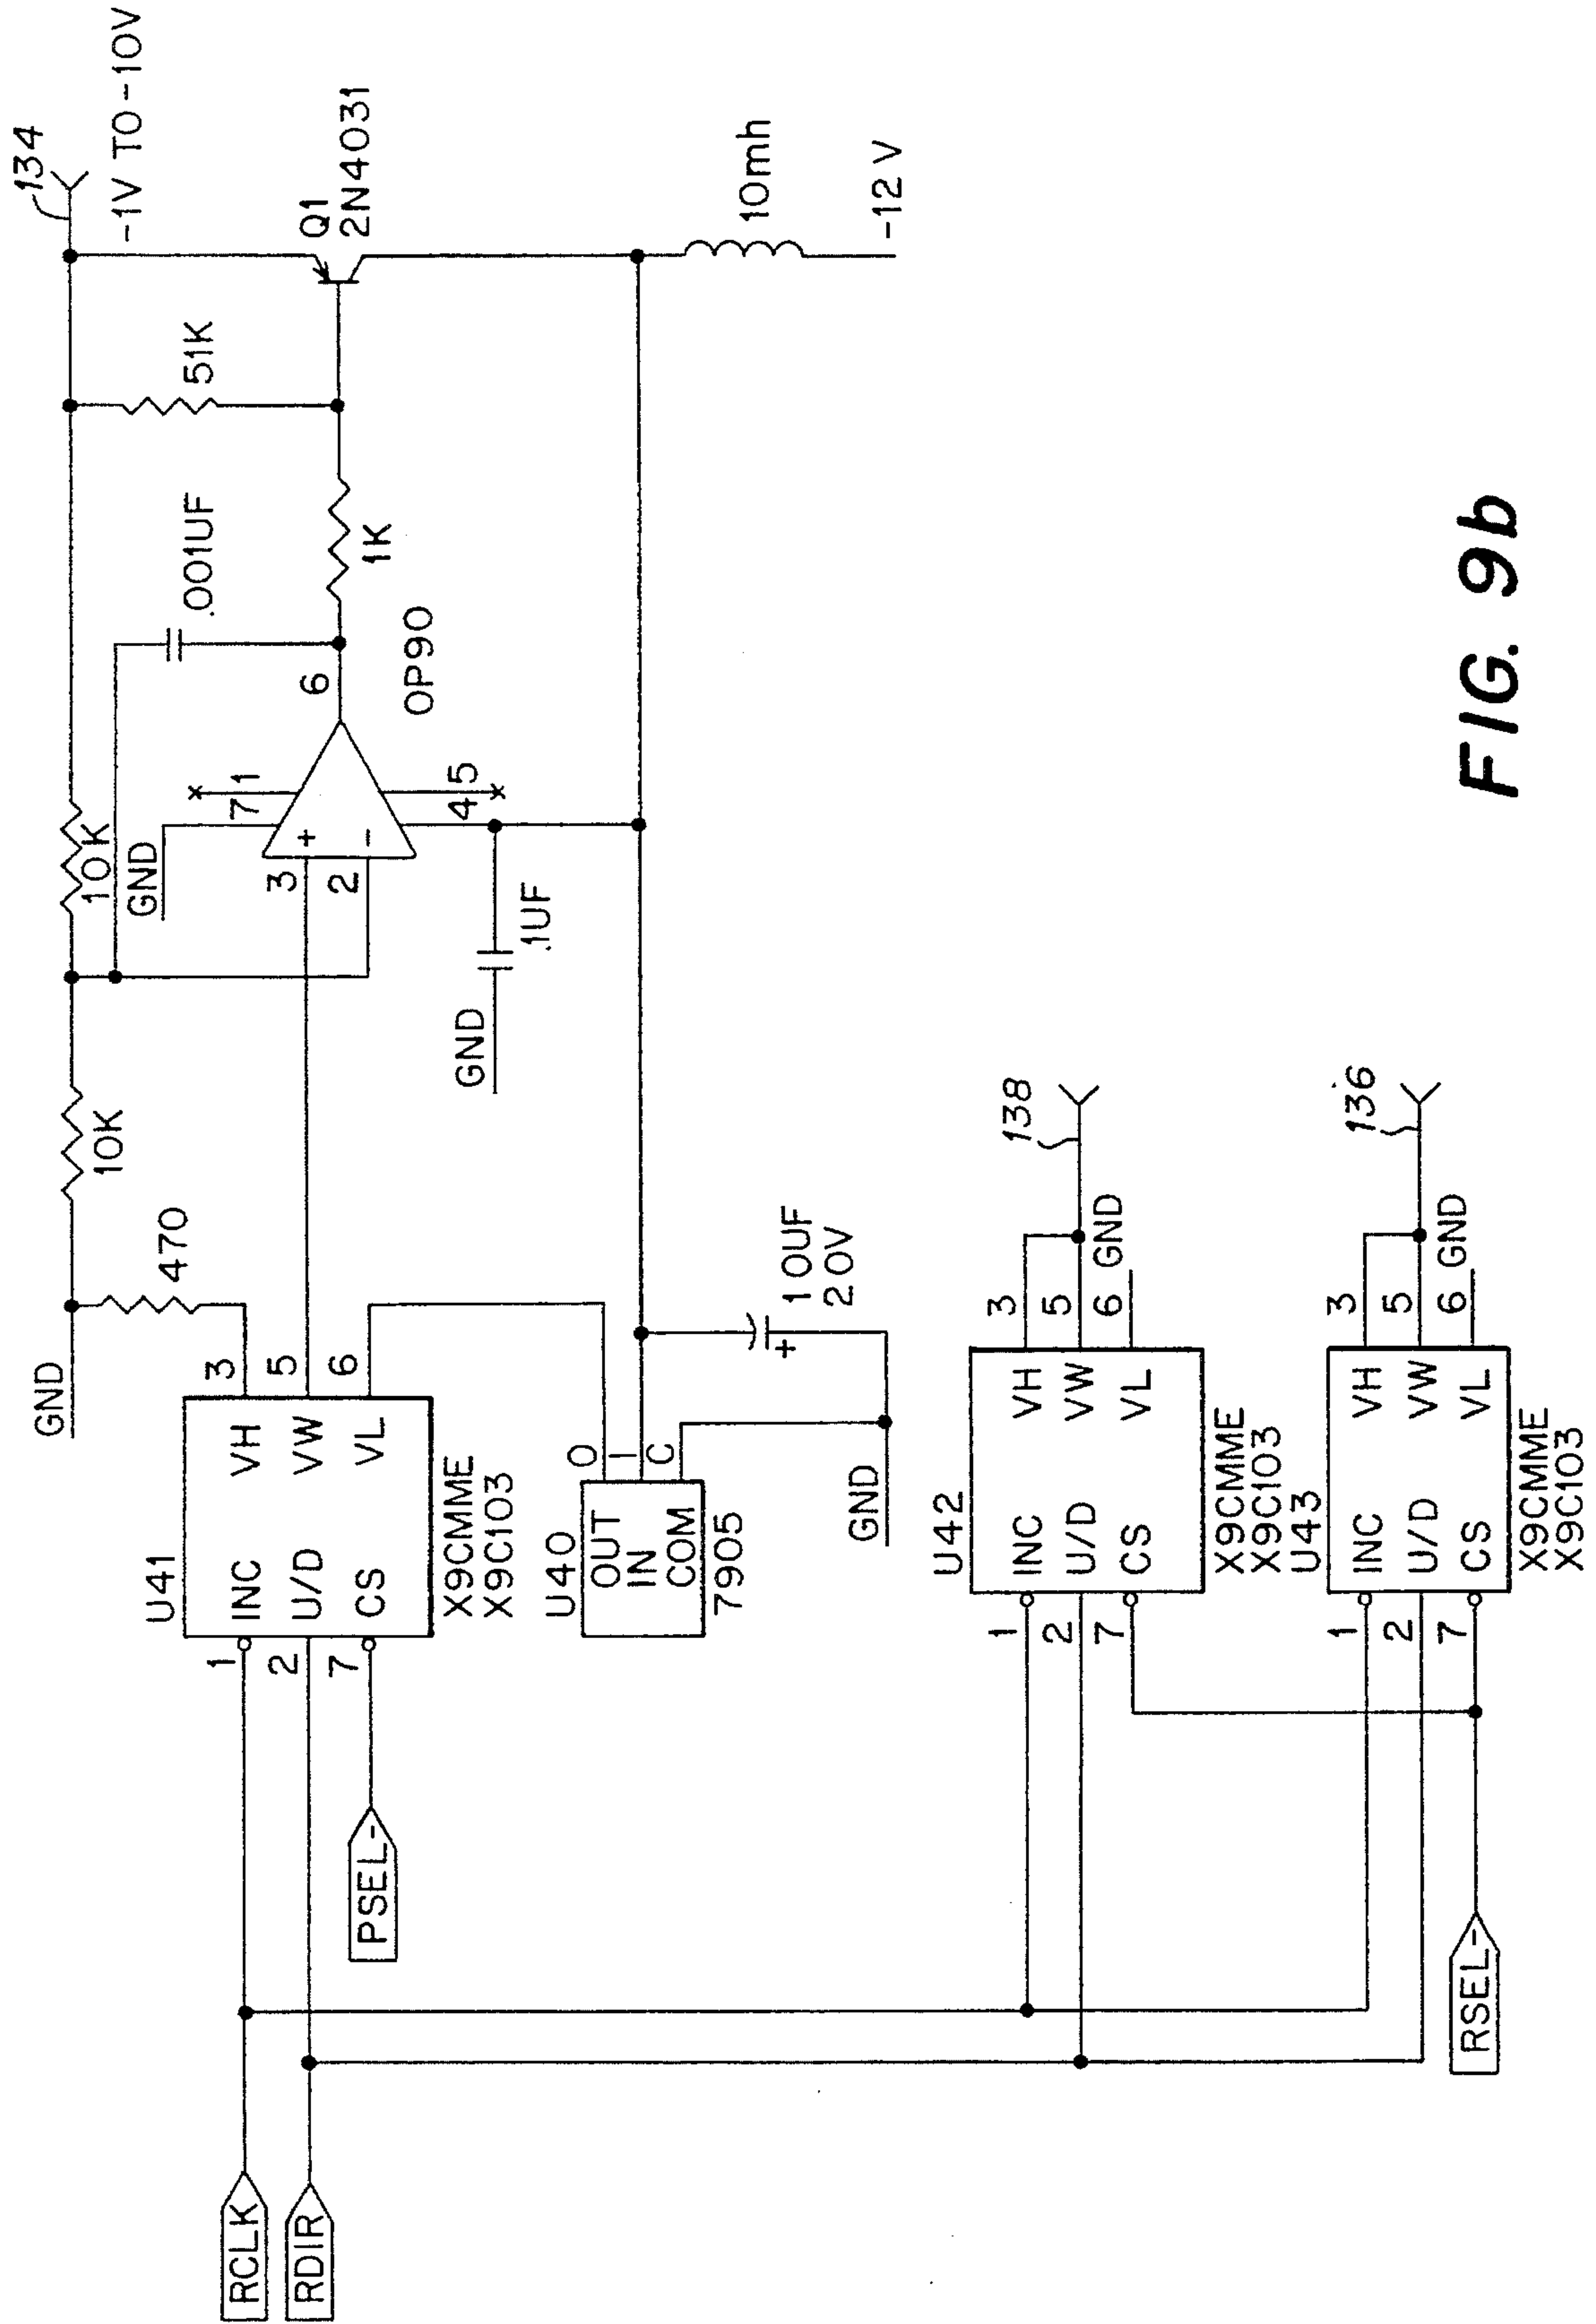 134
-1V TO-10V
GND
470
10K
10K
GND
.001UF
51K
Q1
2N4031
U41
INC
U/D
CS
VH
VW
VL
1
2
7
3
5
6
X9CMME
X9C103
3
2
+
-
7
1
4
5
6
OP90
1K
GND
.1UF
10mh
-12 V
RCLK
RDIR
PSEL-
U40
OUT
IN
COM
O
I
C
7905
10UF
20V
GND
U42
INC
U/D
CS
VH
VW
VL
1
2
7
3
5
6
GND
138
X9CMME
X9C103
U43
INC
U/D
CS
VH
VW
VL
1
2
7
3
5
6
GND
136
X9CMME
X9C103
RSEL-
+
FIG. 9b